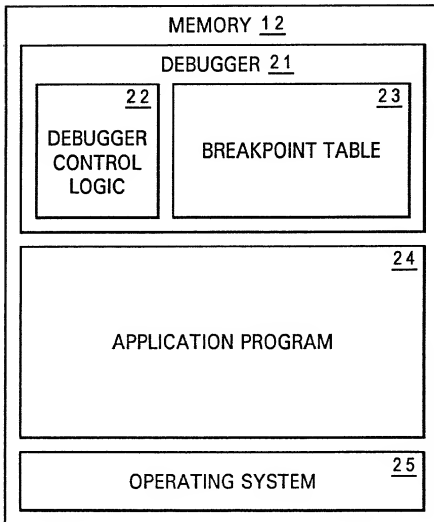 MEMORY 12
DEBUGGER 21
22
DEBUGGER
CONTROL
LOGIC
23
BREAKPOINT TABLE
24
APPLICATION PROGRAM
25
OPERATING SYSTEM